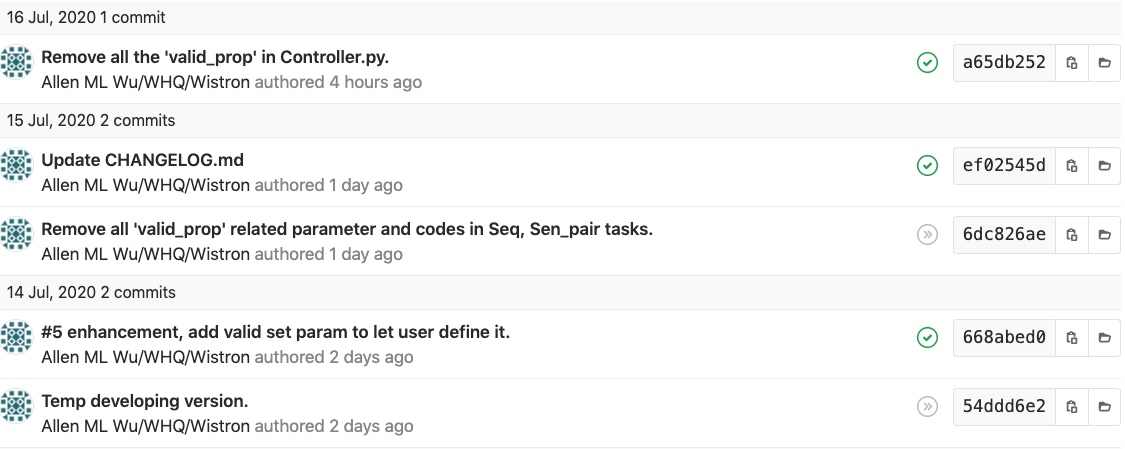 16 Jul, 2020 1 commit
Remove all the 'valid_prop' in Controller.py.
a65db252
Allen ML Wu/WHQ/Wistron authored 4 hours ago
15 Jul, 2020 2 commits
Update CHANGELOG.md
ef02545d
Allen ML Wu/WHQ/Wistron authored 1 day ago
Remove all 'valid_prop' related parameter and codes in Seq, Sen_pair tasks.
6dc826ae
Allen ML Wu/WHQ/Wistron authored 1 day ago
14 Jul, 2020 2 commits
#5 enhancement, add valid set param to let user define it.
668abed0
Allen ML Wu/WHQ/Wistron authored 2 days ago
Temp developing version.
54ddd6e2
Allen ML Wu/WHQ/Wistron authored 2 days ago